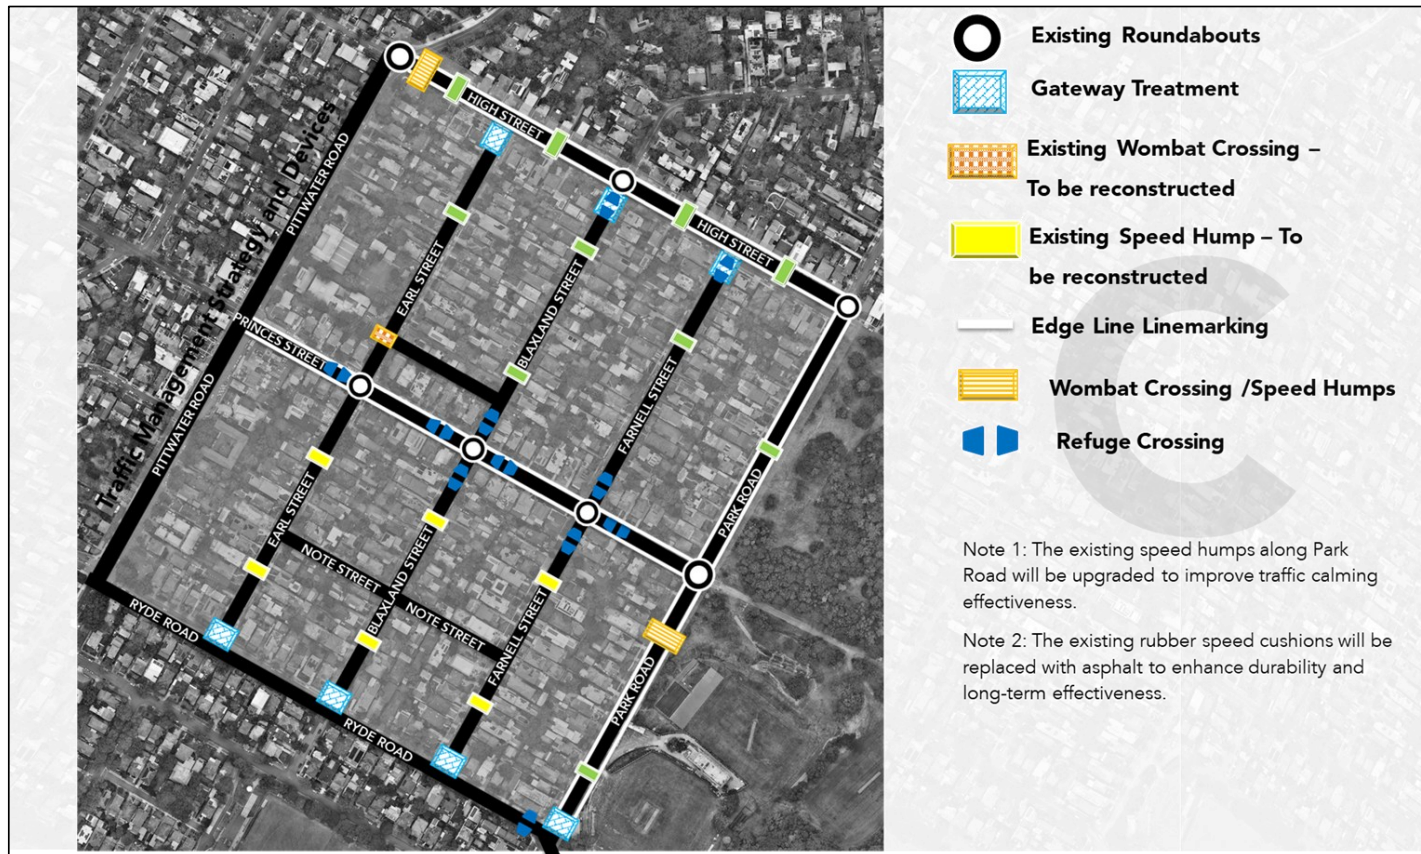 Traffic Management Strategy and Devices
PITTWATER ROAD
PITTWATER ROAD
HIGH STREET
HIGH STREET
EARL STREET
BLAXLAND STREET
FARNELL STREET
PRINCES STREET
PARK ROAD
EARL STREET
NOTE STREET
BLAXLAND STREET
NOTE STREET
FARNELL STREET
PARK ROAD
RYDE ROAD
RYDE ROAD
Existing Roundabouts
Gateway Treatment
Existing Wombat Crossing –
To be reconstructed
Existing Speed Hump – To
be reconstructed
Edge Line Linemarking
Wombat Crossing /Speed Humps
Refuge Crossing
Note 1: The existing speed humps along Park
Road will be upgraded to improve traffic calming
effectiveness.
Note 2: The existing rubber speed cushions will be
replaced with asphalt to enhance durability and
long-term effectiveness.